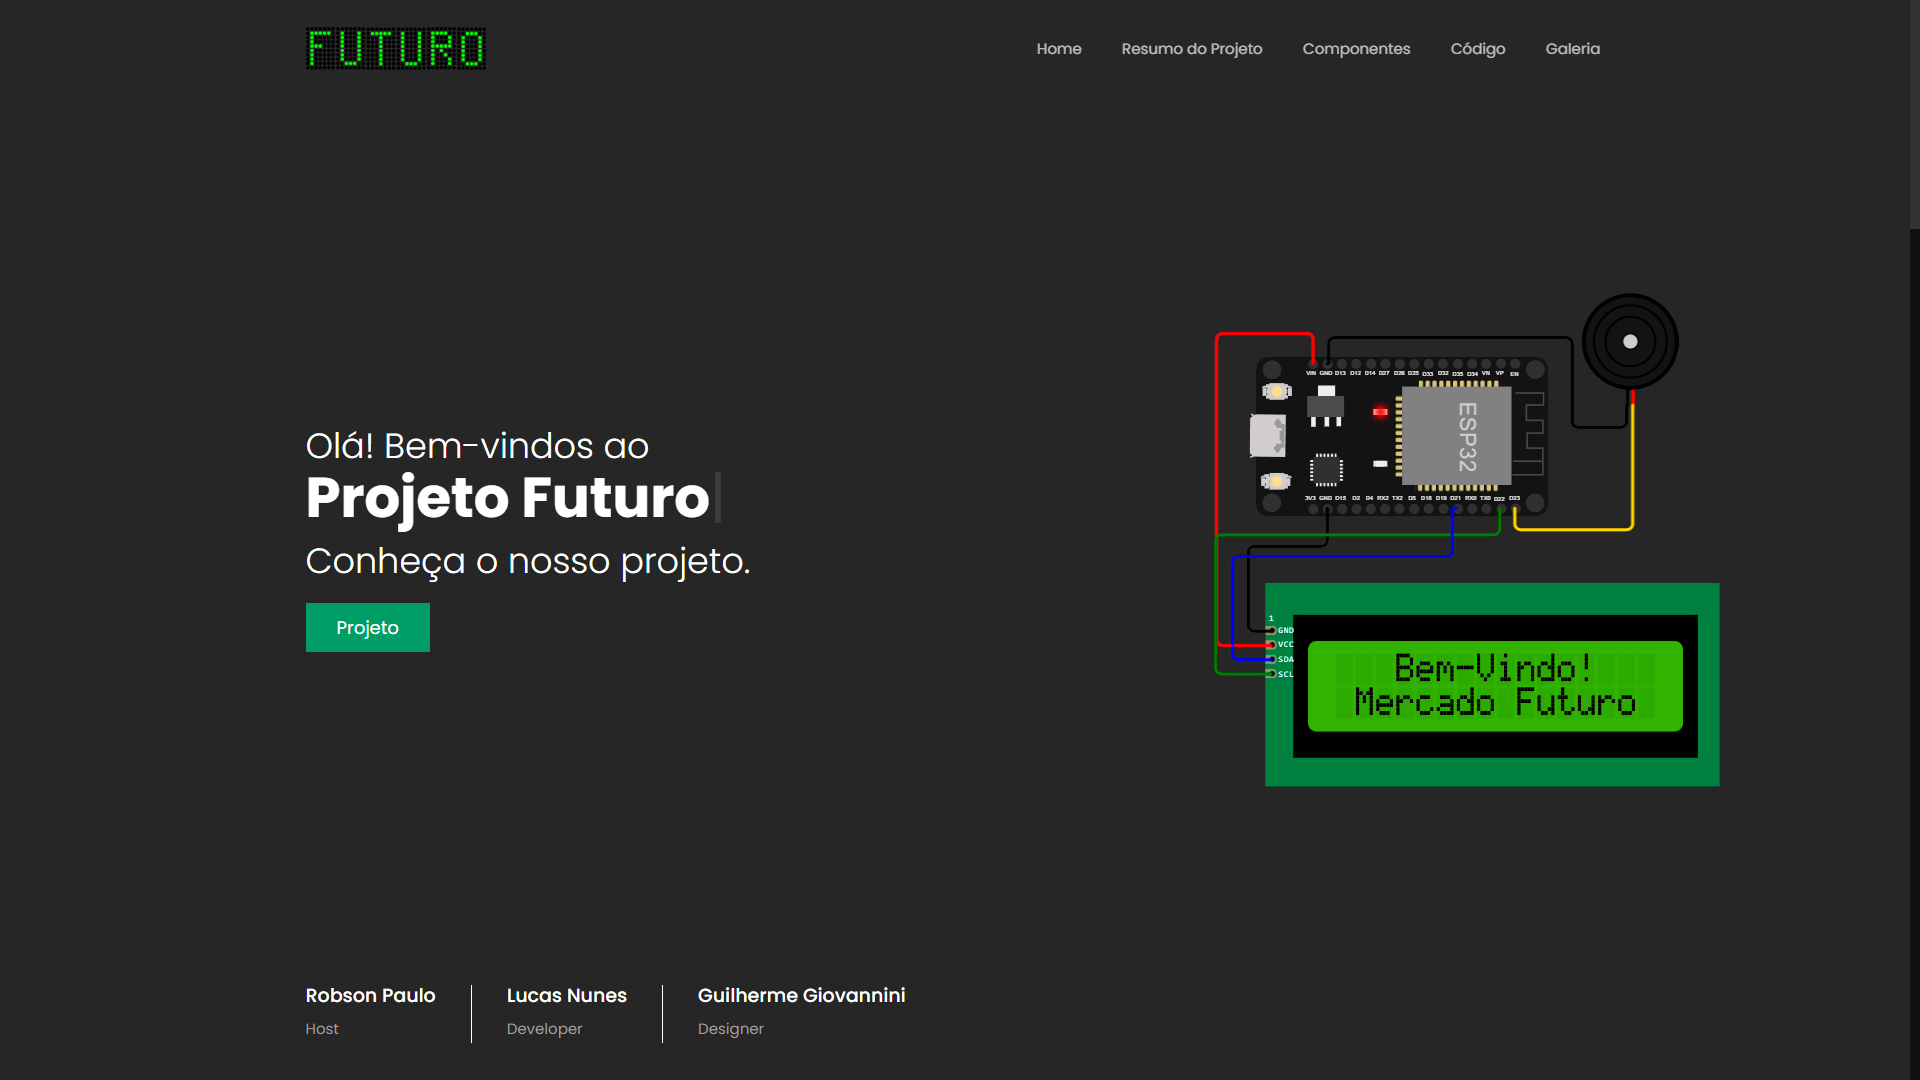 FUTURO
Home
Resumo do Projeto
Componentes
Código
Galeria
Olá! Bem-vindos ao
Projeto Futuro
Conheça o nosso projeto.
Projeto
VIN GND D13 D12 D14 D27 D26 D25 D33 D32 D35 D34 VN VP EN
ESP32
3V3 GND D15 D2 D4 RX2 TX2 D5 D18 D19 D21 RX0 TX0 D22 D23
1
GND
VCC
SDA
SCL
Bem-Vindo!
Mercado Futuro
Robson Paulo
Host
Lucas Nunes
Developer
Guilherme Giovannini
Designer